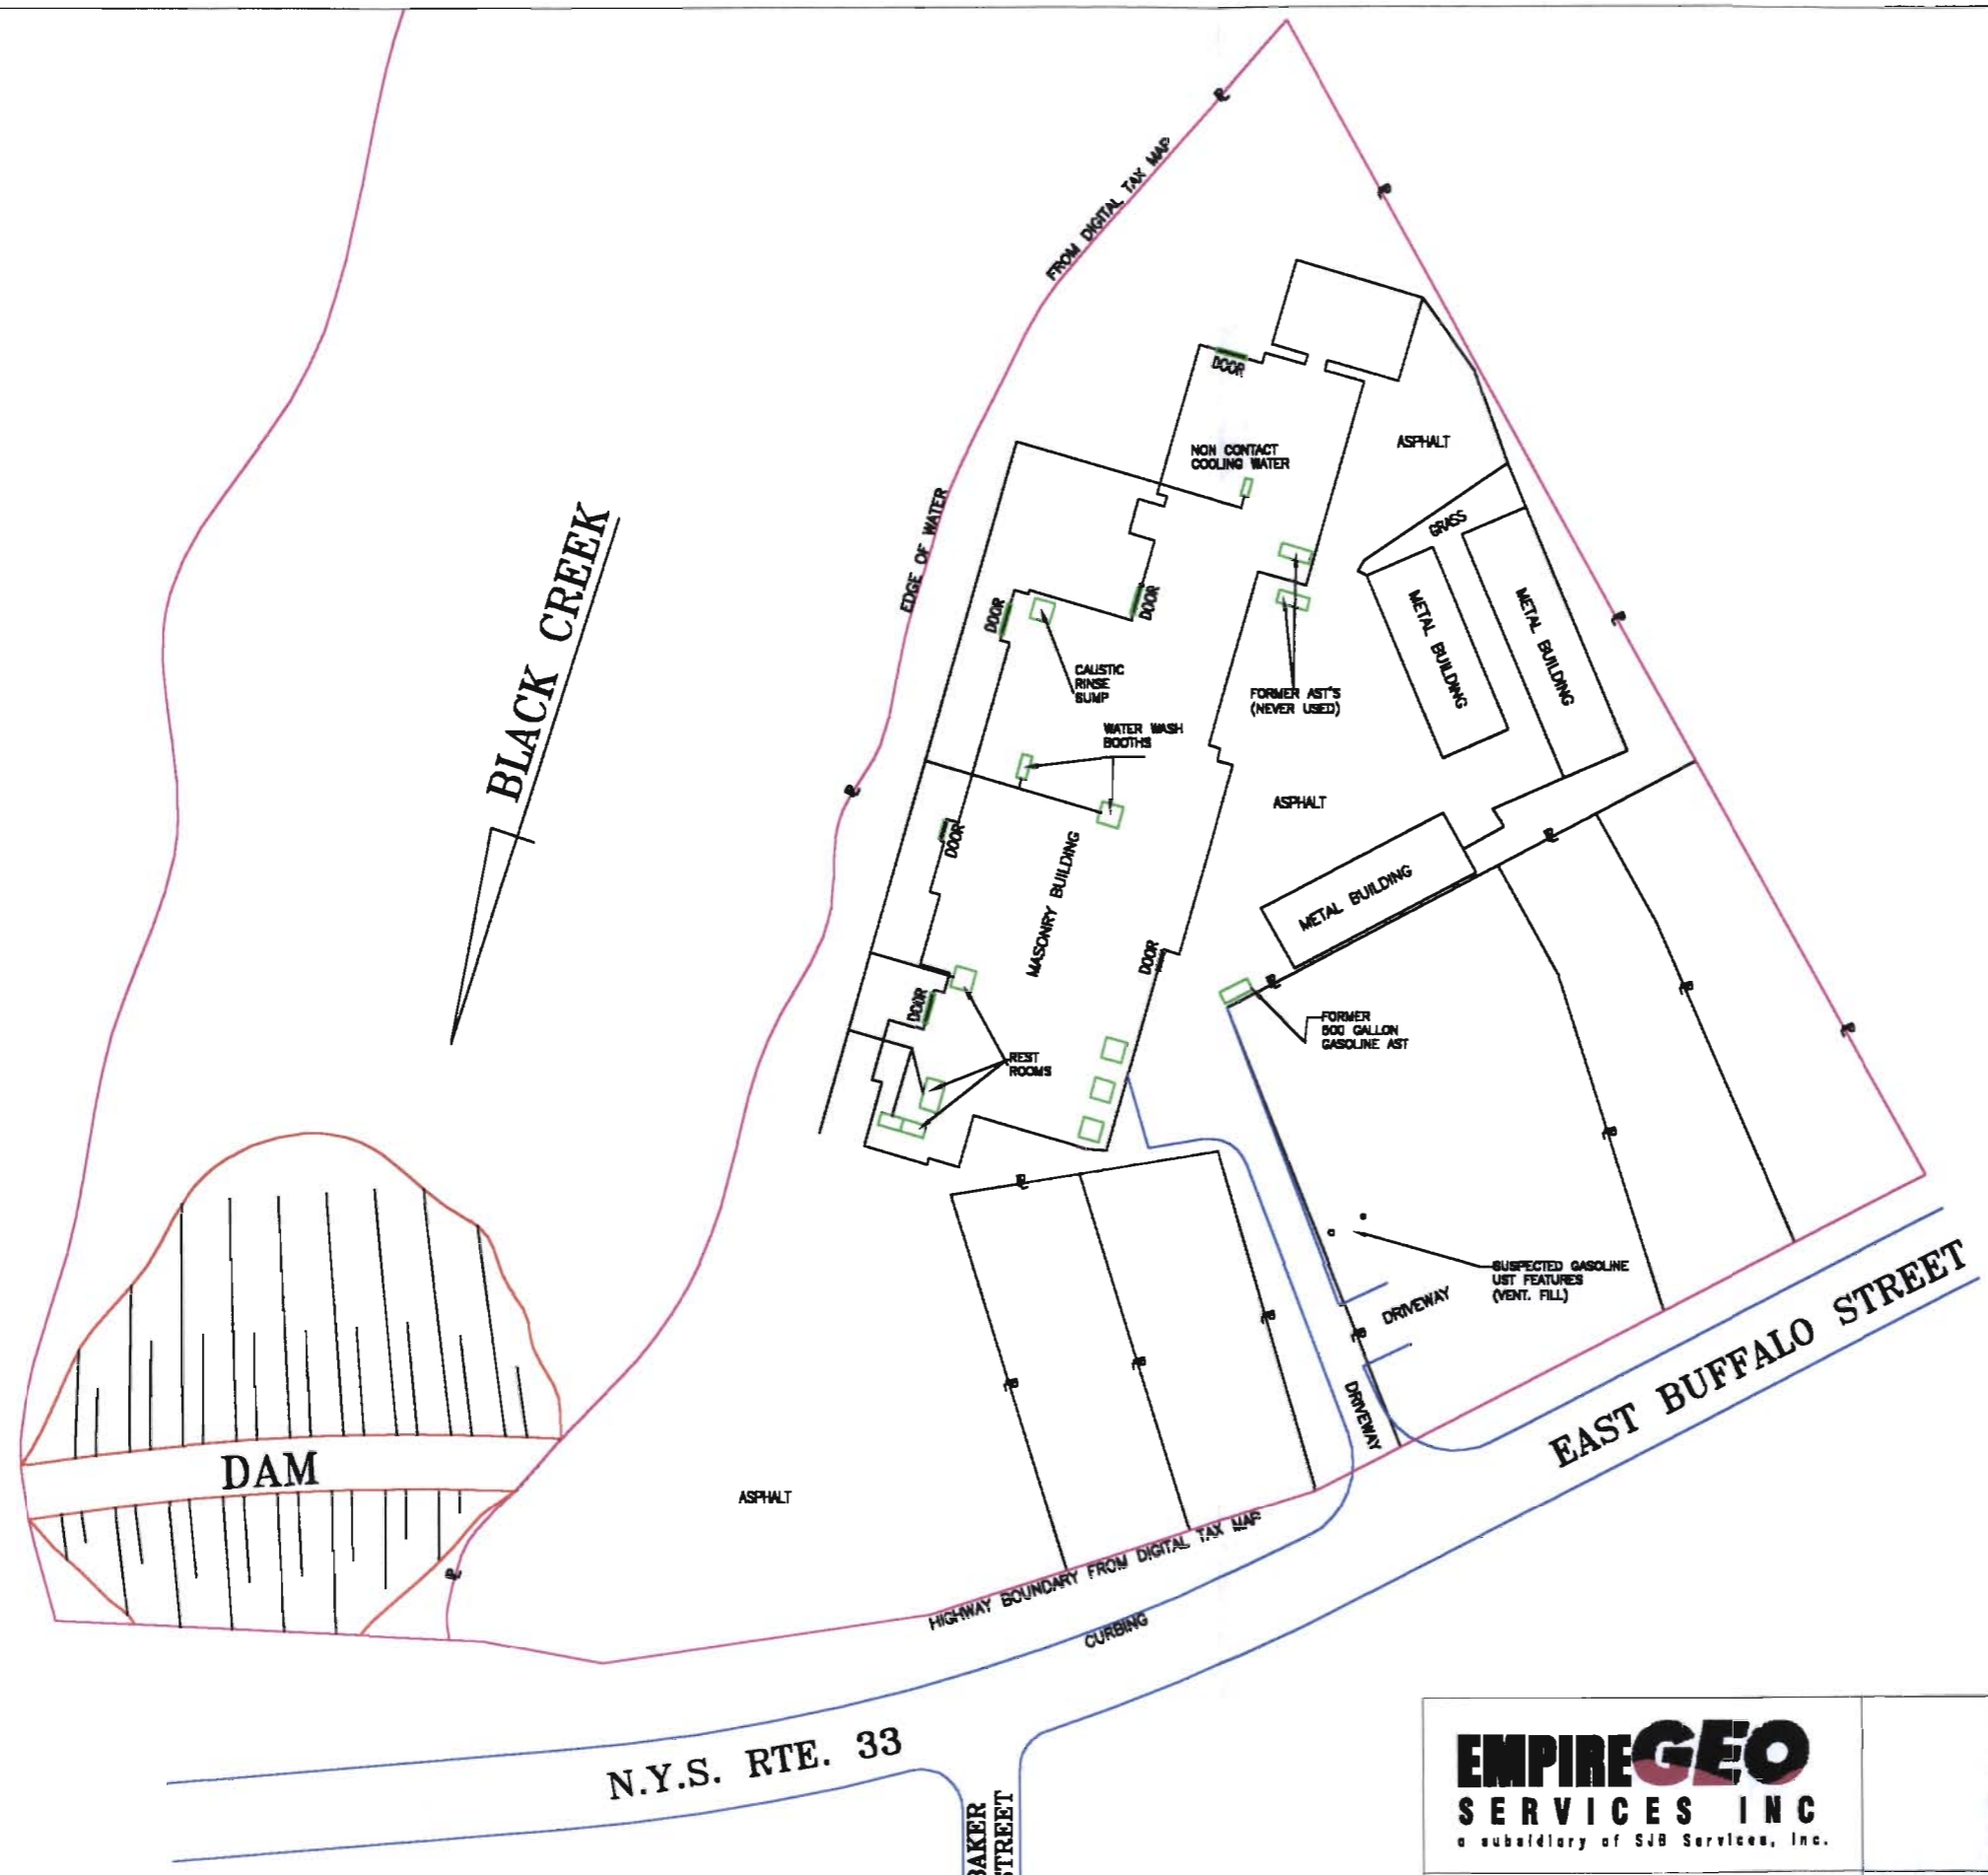 FROM DIGITAL TAX MAP
DOOR
NON CONTACT
COOLING WATER
ASPHALT
GRASS
EDGE OF WATER
BLACK CREEK
DOOR
DOOR
METAL BUILDING
METAL BUILDING
CAUSTIC
RINSE
SUMP
FORMER AST'S
(NEVER USED)
WATER WASH
BOOTHS
ASPHALT
DOOR
MASONRY BUILDING
METAL BUILDING
DOOR
DOOR
FORMER
500 GALLON
GASOLINE AST
REST
ROOMS
SUSPECTED GASOLINE
UST FEATURES
(VENT. FILL)
DRIVEWAY
DRIVEWAY
EAST BUFFALO STREET
DAM
ASPHALT
HIGHWAY BOUNDARY FROM DIGITAL TAX MAP
CURBING
N.Y.S. RTE. 33
BAKER
STREET
EMPIRE GEO
SERVICES INC
a subsidiary of SJB Services, Inc.